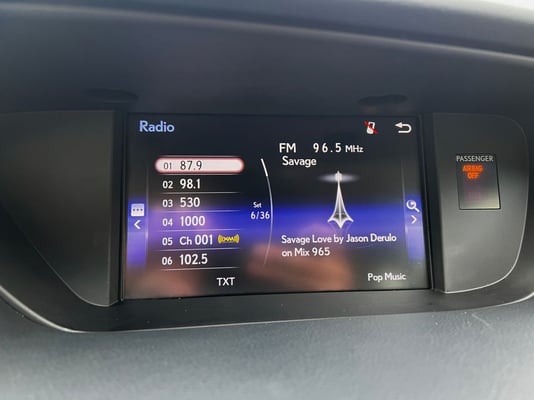 Radio
FM 96.5 MHz
Savage
01 87.9
02 98.1
03 530
04 1000
05 Ch 001 (XM)
06 102.5
Set
6/36
Savage Love by Jason Derulo
on Mix 965
TXT
Pop Music
PASSENGER
AIRBAG
OFF